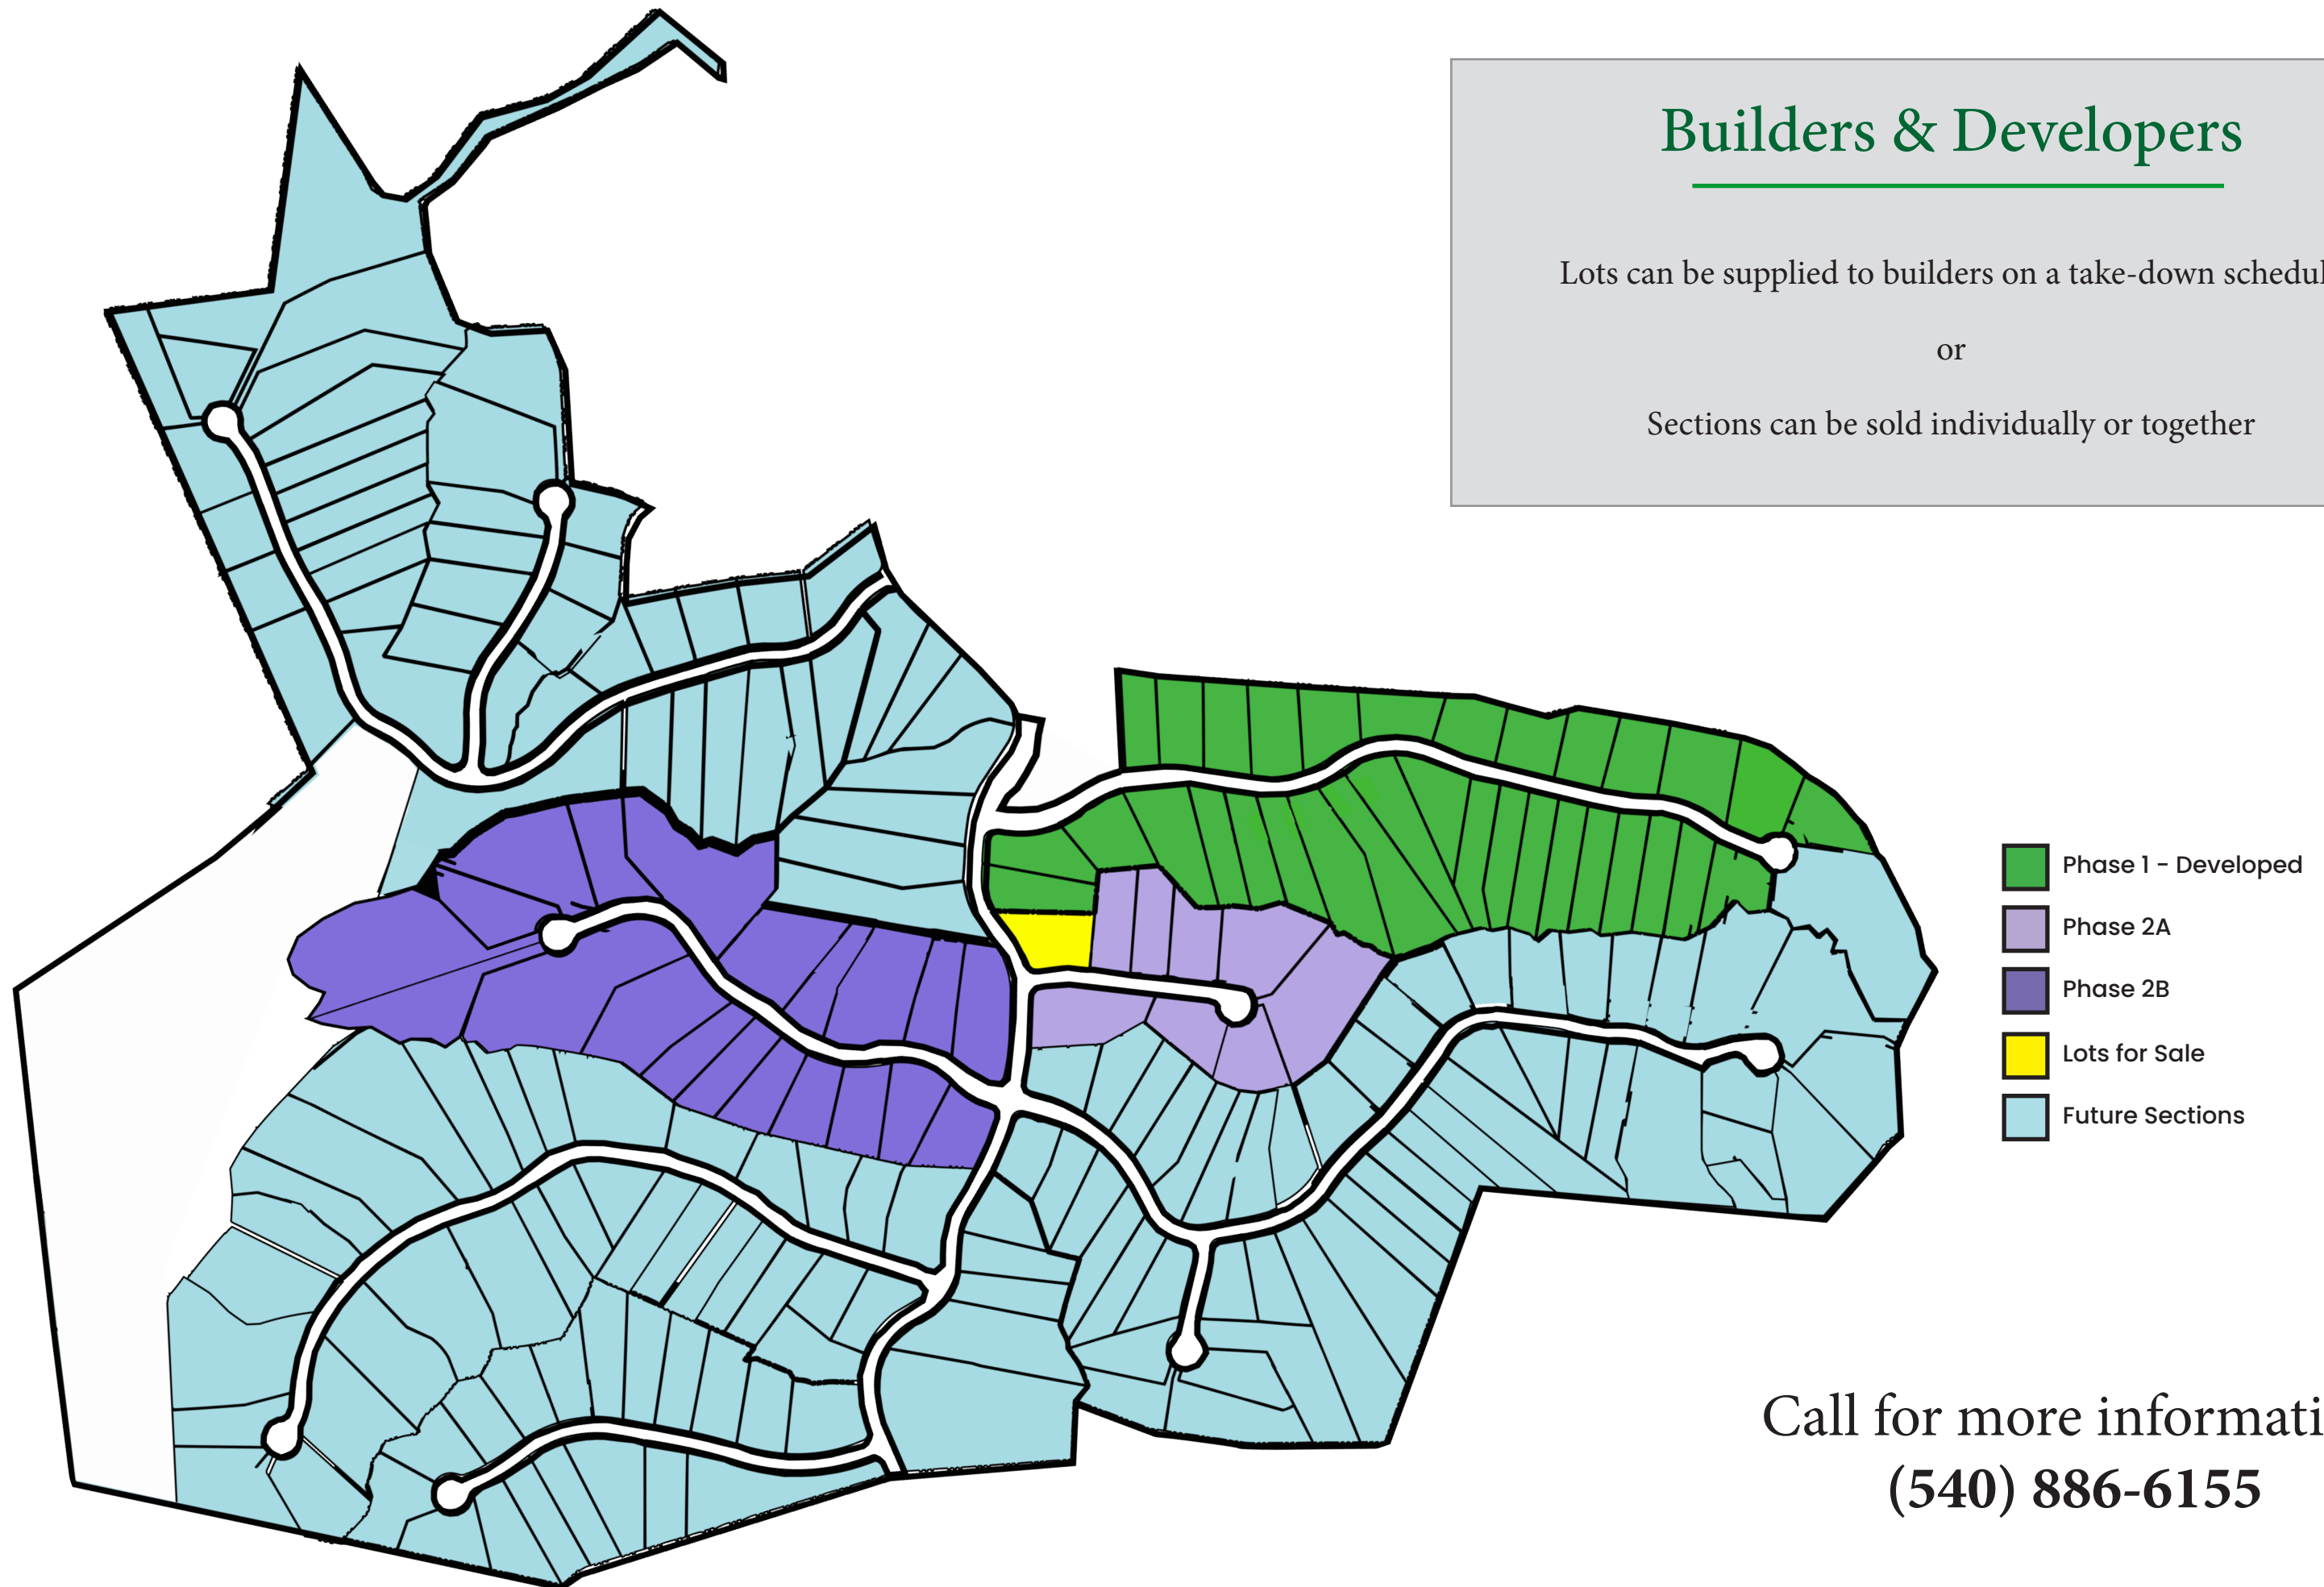 Builders & Developers
Lots can be supplied to builders on a take-down schedul
or
Sections can be sold individually or together
Phase 1 - Developed
Phase 2A
Phase 2B
Lots for Sale
Future Sections
Call for more informati
(540) 886-6155